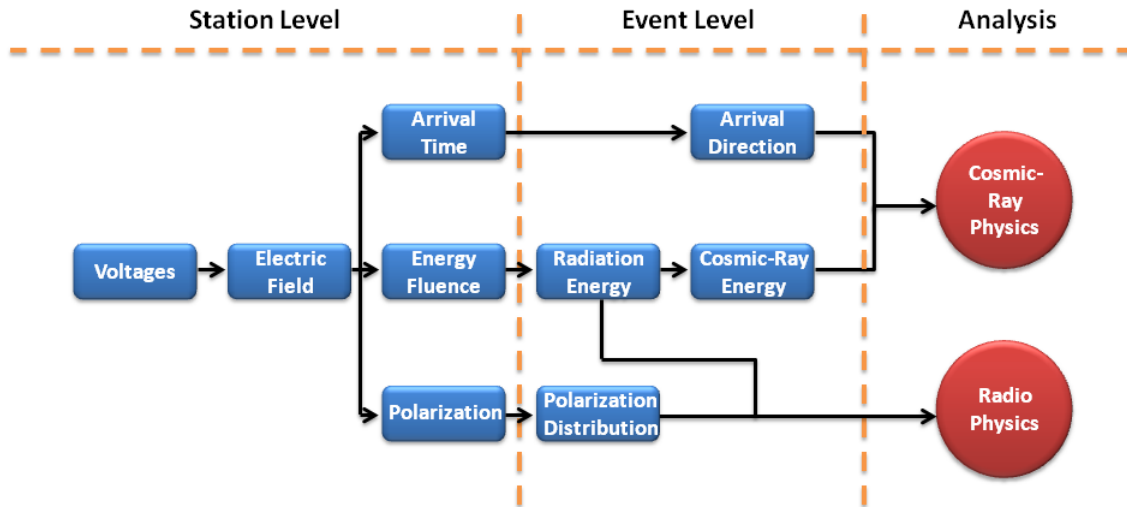 Station Level
Event Level
Analysis
Arrival
Time
Arrival
Direction
Cosmic-
Ray
Physics
Voltages
Electric
Field
Energy
Fluence
Radiation
Energy
Cosmic-Ray
Energy
Polarization
Polarization
Distribution
Radio
Physics